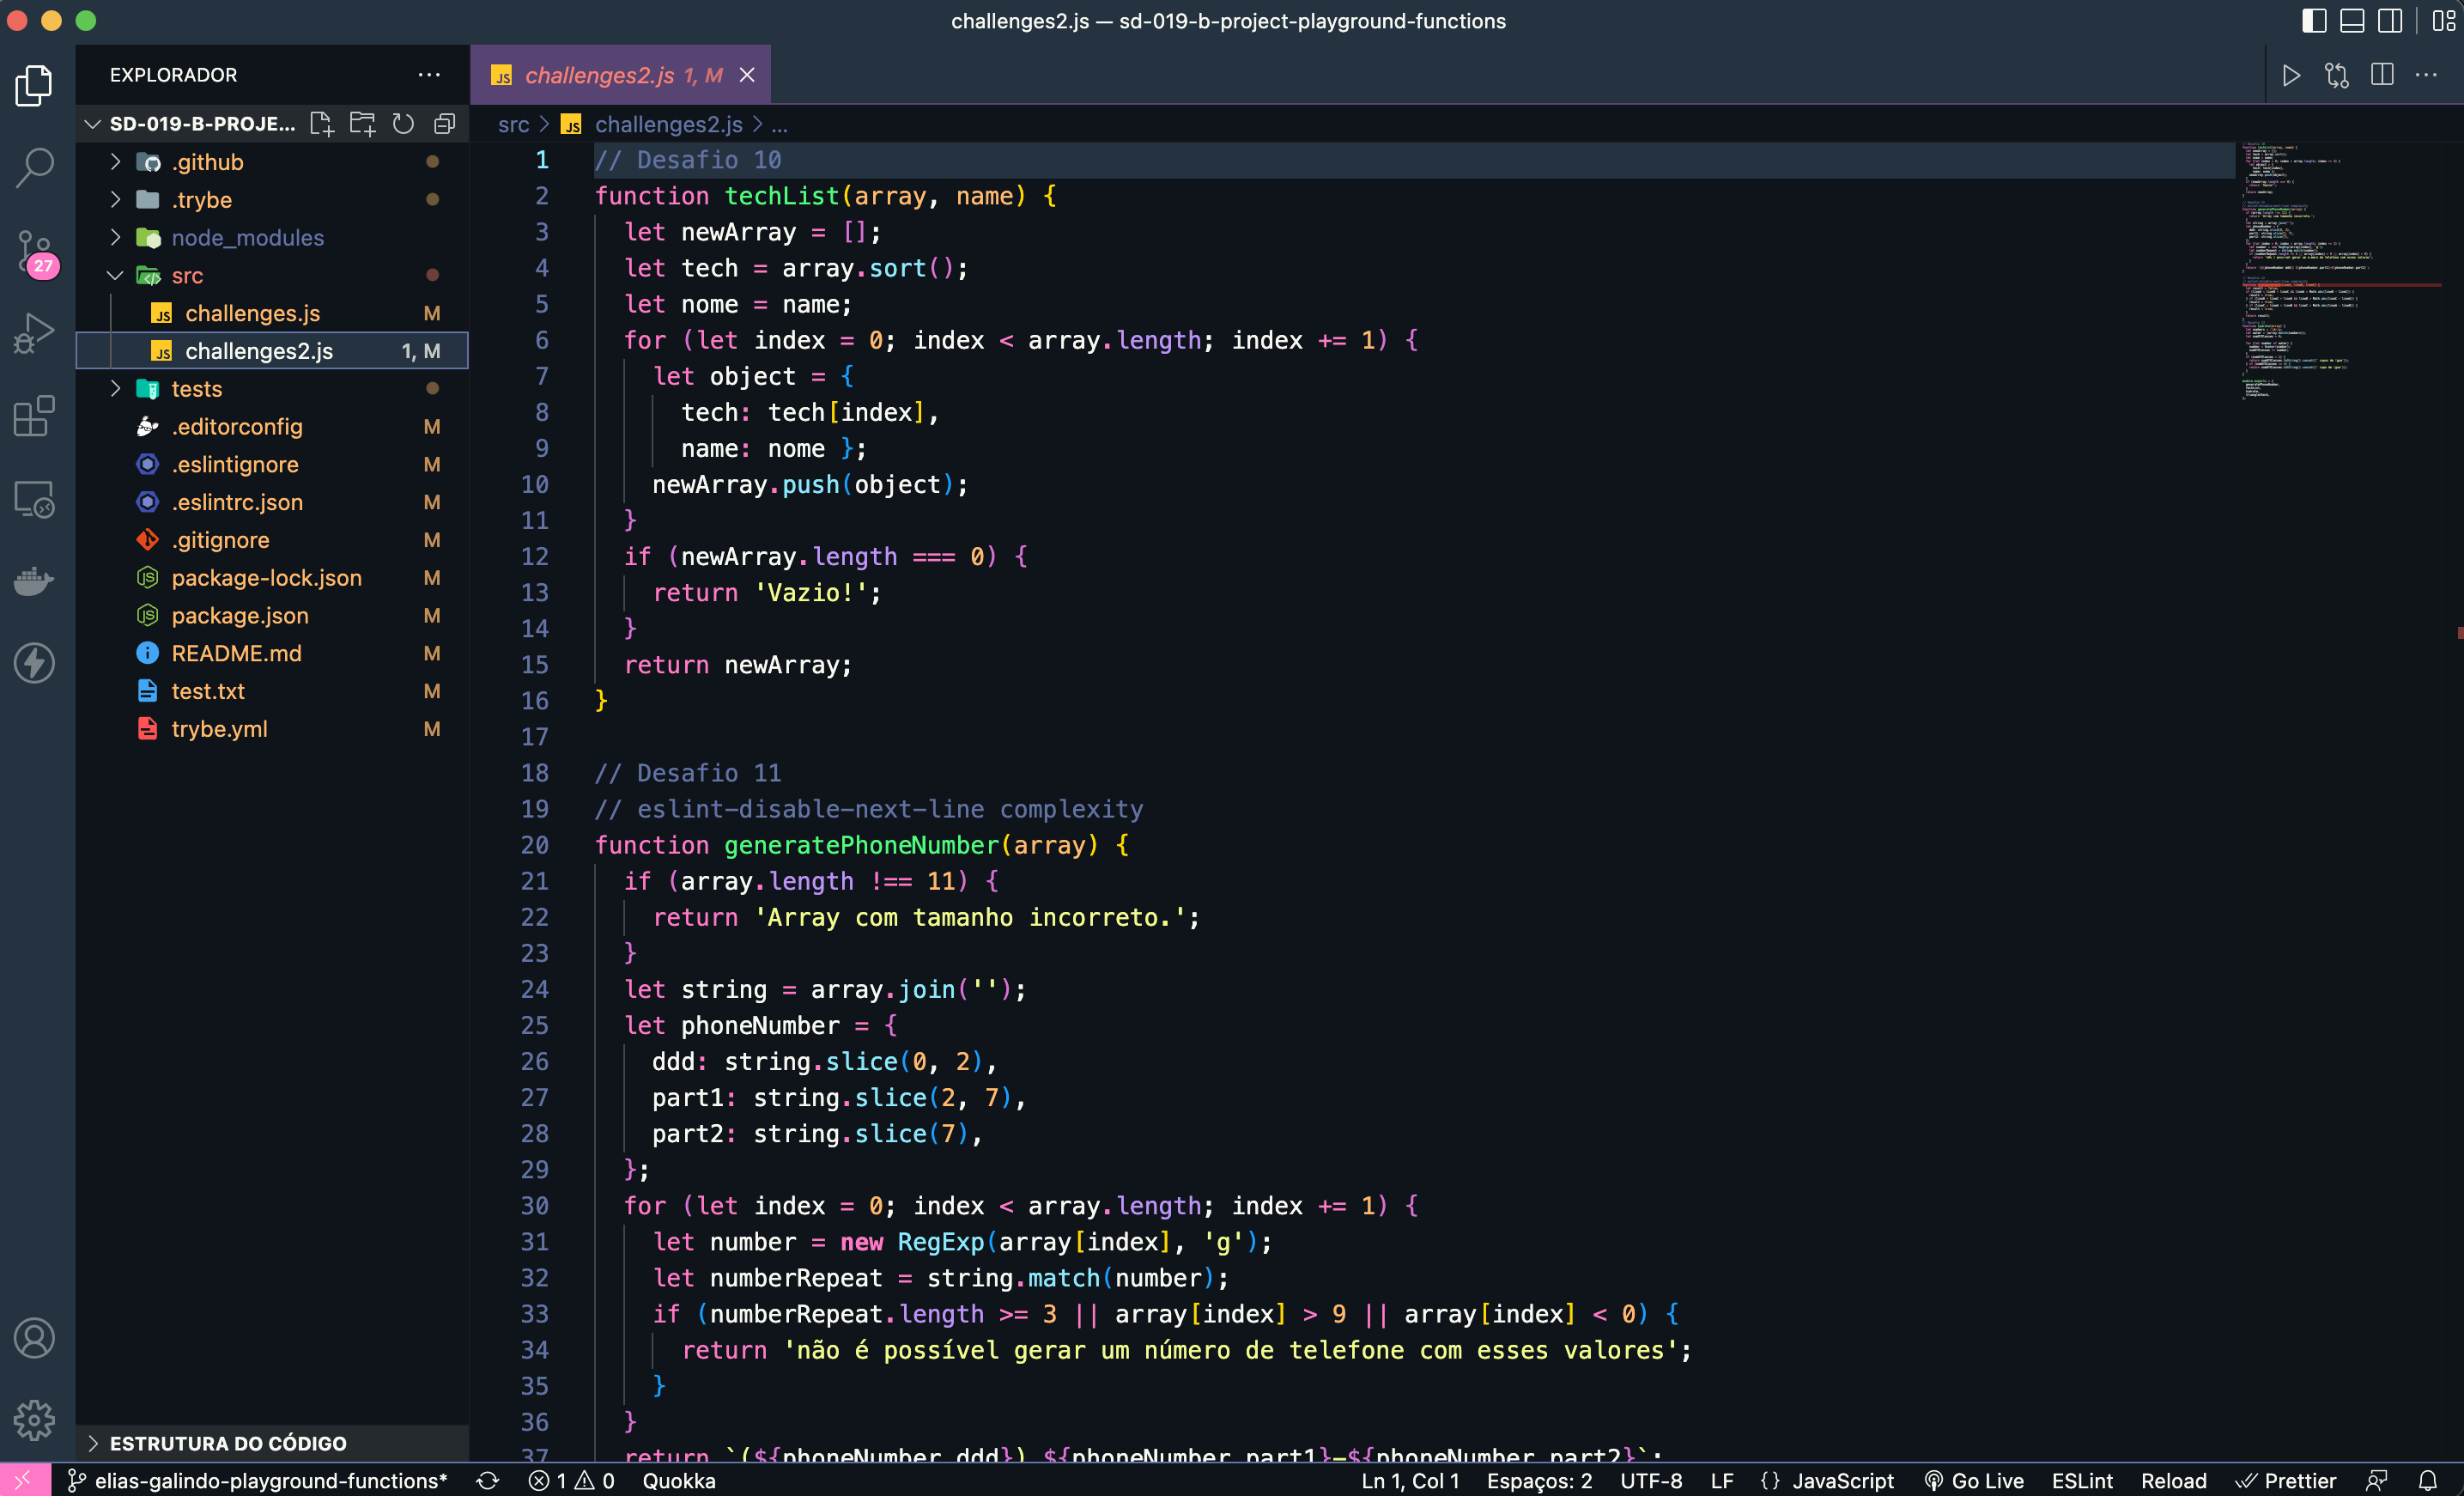 challenges2.js — sd-019-b-project-playground-functions
EXPLORADOR
SD-019-B-PROJE...
.github
.trybe
node_modules
src
challenges.js M
challenges2.js 1, M
tests
.editorconfig M
.eslintignore M
.eslintrc.json M
.gitignore M
package-lock.json M
package.json M
README.md M
test.txt M
trybe.yml M
27
ESTRUTURA DO CÓDIGO
JS challenges2.js 1, M
src > JS challenges2.js > ...
1 // Desafio 10
2 function techList(array, name) {
3 let newArray = [];
4 let tech = array.sort();
5 let nome = name;
6 for (let index = 0; index < array.length; index += 1) {
7 let object = {
8 tech: tech[index],
9 name: nome };
10 newArray.push(object);
11 }
12 if (newArray.length === 0) {
13 return 'Vazio!';
14 }
15 return newArray;
16 }
17
18 // Desafio 11
19 // eslint-disable-next-line complexity
20 function generatePhoneNumber(array) {
21 if (array.length !== 11) {
22 return 'Array com tamanho incorreto.';
23 }
24 let string = array.join('');
25 let phoneNumber = {
26 ddd: string.slice(0, 2),
27 part1: string.slice(2, 7),
28 part2: string.slice(7),
29 };
30 for (let index = 0; index < array.length; index += 1) {
31 let number = new RegExp(array[index], 'g');
32 let numberRepeat = string.match(number);
33 if (numberRepeat.length >= 3 || array[index] > 9 || array[index] < 0) {
34 return 'não é possível gerar um número de telefone com esses valores';
35 }
36 }
37 return `(${phoneNumber.ddd}) ${phoneNumber.part1}-${phoneNumber.part2}`;
elias-galindo-playground-functions* 1 0 Quokka Ln 1, Col 1 Espaços: 2 UTF-8 LF {} JavaScript Go Live ESLint Reload Prettier